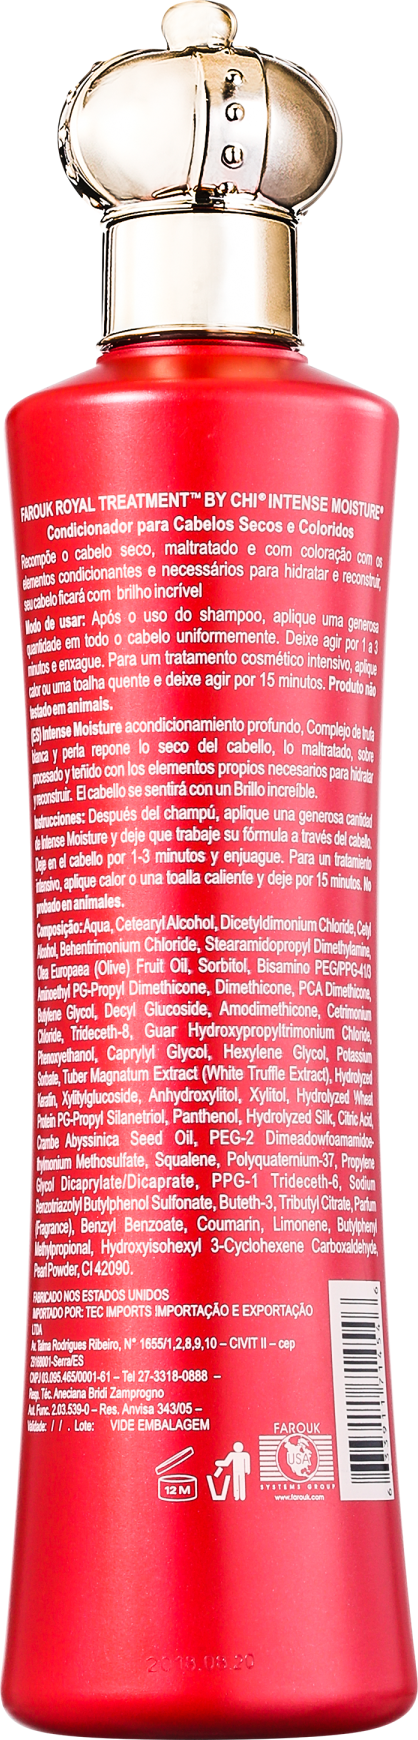 FAROUK ROYAL TREATMENT™ BY CHI® INTENSE MOISTURE®
Condicionador para Cabelos Secos e Coloridos
Recompõe o cabelo seco, maltratado e com coloração com os
elementos condicionantes e necessários para hidratar e reconstruir,
seu cabelo ficará com brilho incrível
Modo de usar: Após o uso do shampoo, aplique uma generosa
quantidade em todo o cabelo uniformemente. Deixe agir por 1 a 3
minutos e enxague. Para um tratamento cosmético intensivo, aplique
calor ou uma toalha quente e deixe agir por 15 minutos. Produto não
testado em animais.
(ES) Intense Moisture acondicionamiento profundo, Complejo de trufa
blanca y perla repone lo seco del cabello, lo maltratado, sobre
procesado y teñido con los elementos propios necesarios para hidratar
y reconstruir. El cabello se sentirá con un Brillo increíble.
Instrucciones: Después del champú, aplique una generosa cantidad
de Intense Moisture y deje que trabaje su fórmula a través del cabello.
Deje en el cabello por 1-3 minutos y enjuague. Para un tratamiento
intensivo, aplique calor o una toalla caliente y deje por 15 minutos. No
probado en animales.
Composição: Aqua, Cetearyl Alcohol, Dicetyldimonium Chloride, Cetyl
Alcohol, Behentrimonium Chloride, Stearamidopropyl Dimethylamine,
Olea Europaea (Olive) Fruit Oil, Sorbitol, Bisamino PEG/PPG-41/3
Aminoethyl PG-Propyl Dimethicone, Dimethicone, PCA Dimethicone,
Butylene Glycol, Decyl Glucoside, Amodimethicone, Cetrimonium
Chloride, Trideceth-8, Guar Hydroxypropyltrimonium Chloride,
Phenoxyethanol, Caprylyl Glycol, Hexylene Glycol, Potassium
Sorbate, Tuber Magnatum Extract (White Truffle Extract), Hydrolyzed
Keratin, Xylitylglucoside, Anhydroxylitol, Xylitol, Hydrolyzed Wheat
Protein PG-Propyl Silanetriol, Panthenol, Hydrolyzed Silk, Citric Acid,
Crambe Abyssinica Seed Oil, PEG-2 Dimeadowfoamamidoe-
thylmonium Methosulfate, Squalene, Polyquaternium-37, Propylene
Glycol Dicaprylate/Dicaprate, PPG-1 Trideceth-6, Sodium
Benzotriazolyl Butylphenol Sulfonate, Buteth-3, Tributyl Citrate, Parfum
(Fragrance), Benzyl Benzoate, Coumarin, Limonene, Butylphenyl
Methylpropional, Hydroxyisohexyl 3-Cyclohexene Carboxaldehyde,
Pearl Powder, CI 42090.
FABRICADO NOS ESTADOS UNIDOS
IMPORTADO POR: TEC IMPORTS IMPORTAÇÃO E EXPORTAÇÃO
LTDA
Av. Talma Rodrigues Ribeiro, N° 1655/1,2,8,9,10 – CIVIT II – cep
29168001-Serra/ES
CNPJ 03.095.465/0001-61 – Tel 27-3318-0888 –
Resp. Téc. Aneciana Bridi Zamprogno
Aut. Func. 2.03.539-0 – Res. Anvisa 343/05 –
Validade: / / . Lote: VIDE EMBALAGEM
12 M
FAROUK
USA
SYSTEMS GROUP
www.farouk.com
2018.08.20